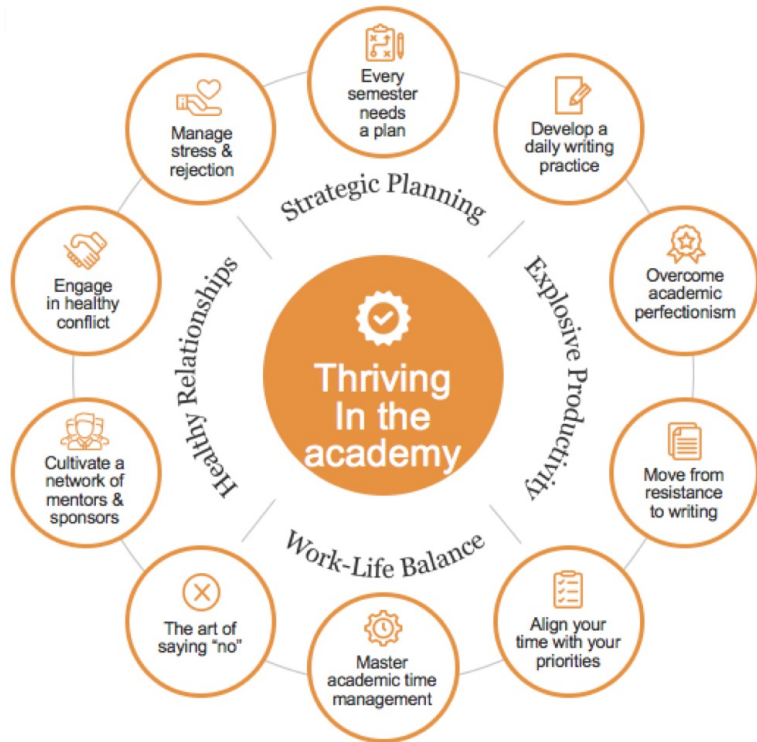 Every
semester
needs
a plan
Develop a
daily writing
practice
Overcome
academic
perfectionism
Move from
resistance
to writing
Align your
time with your
priorities
Master
academic time
management
The art of
saying “no”
Cultivate a
network of
mentors &
sponsors
Engage
in healthy
conflict
Manage
stress &
rejection
Strategic Planning
Explosive Productivity
Work-Life Balance
Healthy Relationships
Thriving
In the
academy